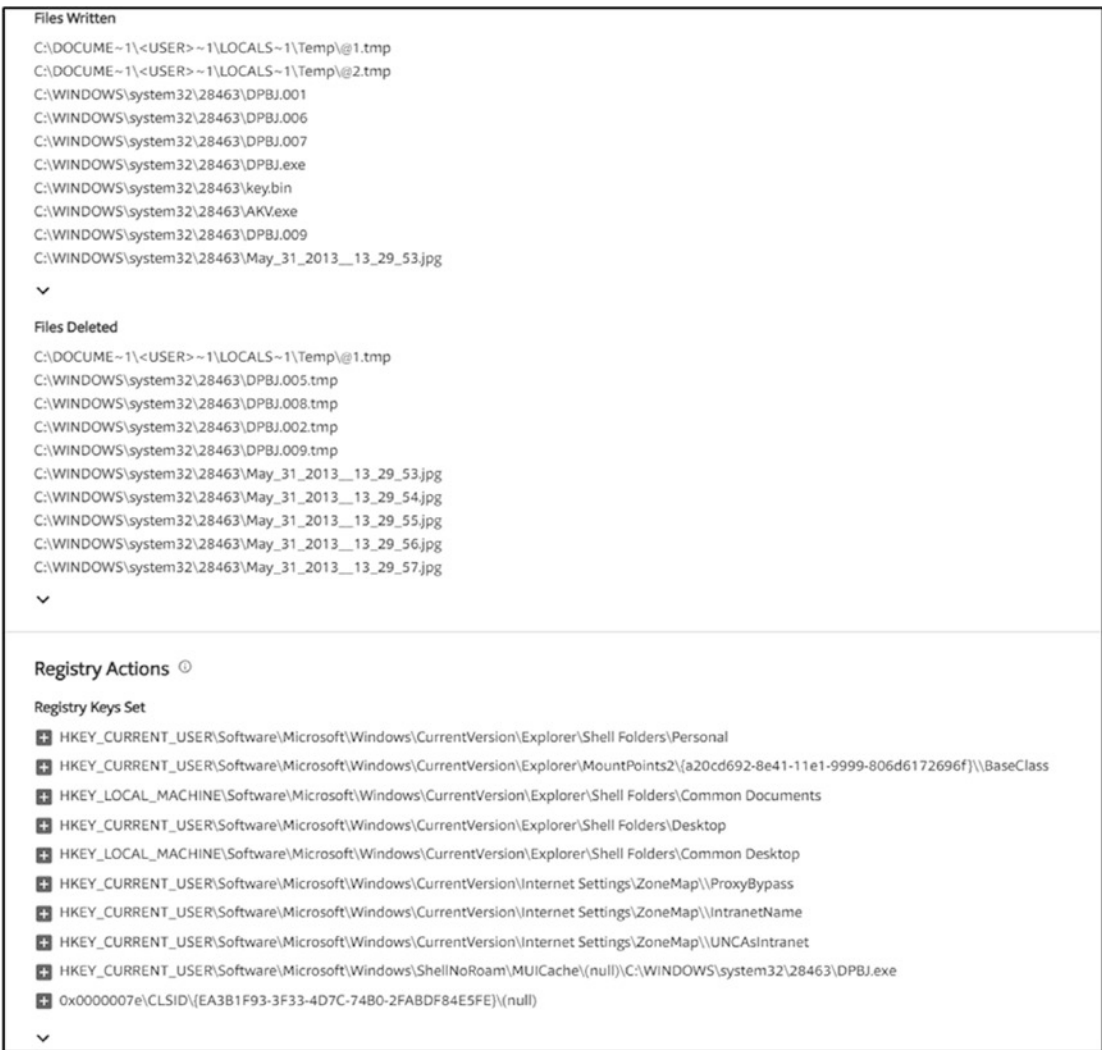 Files Written
C:\DOCUME~1\<USER>~1\LOCALS~1\Temp\@1.tmp
C:\DOCUME~1\<USER>~1\LOCALS~1\Temp\@2.tmp
C:\WINDOWS\system32\28463\DPBJ.001
C:\WINDOWS\system32\28463\DPBJ.006
C:\WINDOWS\system32\28463\DPBJ.007
C:\WINDOWS\system32\28463\DPBJ.exe
C:\WINDOWS\system32\28463\key.bin
C:\WINDOWS\system32\28463\AKV.exe
C:\WINDOWS\system32\28463\DPBJ.009
C:\WINDOWS\system32\28463\May_31_2013__13_29_53.jpg
Files Deleted
C:\DOCUME~1\<USER>~1\LOCALS~1\Temp\@1.tmp
C:\WINDOWS\system32\28463\DPBJ.005.tmp
C:\WINDOWS\system32\28463\DPBJ.008.tmp
C:\WINDOWS\system32\28463\DPBJ.002.tmp
C:\WINDOWS\system32\28463\DPBJ.009.tmp
C:\WINDOWS\system32\28463\May_31_2013__13_29_53.jpg
C:\WINDOWS\system32\28463\May_31_2013__13_29_54.jpg
C:\WINDOWS\system32\28463\May_31_2013__13_29_55.jpg
C:\WINDOWS\system32\28463\May_31_2013__13_29_56.jpg
C:\WINDOWS\system32\28463\May_31_2013__13_29_57.jpg
Registry Actions
Registry Keys Set
HKEY_CURRENT_USER\Software\Microsoft\Windows\CurrentVersion\Explorer\Shell Folders\Personal
HKEY_CURRENT_USER\Software\Microsoft\Windows\CurrentVersion\Explorer\MountPoints2\{a20cd692-8e41-11e1-9999-806d6172696f}\\BaseClass
HKEY_LOCAL_MACHINE\Software\Microsoft\Windows\CurrentVersion\Explorer\Shell Folders\Common Documents
HKEY_CURRENT_USER\Software\Microsoft\Windows\CurrentVersion\Explorer\Shell Folders\Desktop
HKEY_LOCAL_MACHINE\Software\Microsoft\Windows\CurrentVersion\Explorer\Shell Folders\Common Desktop
HKEY_CURRENT_USER\Software\Microsoft\Windows\CurrentVersion\Internet Settings\ZoneMap\\ProxyBypass
HKEY_CURRENT_USER\Software\Microsoft\Windows\CurrentVersion\Internet Settings\ZoneMap\\IntranetName
HKEY_CURRENT_USER\Software\Microsoft\Windows\CurrentVersion\Internet Settings\ZoneMap\\UNCAsIntranet
HKEY_CURRENT_USER\Software\Microsoft\Windows\ShellNoRoam\MUICache\(null)\C:\WINDOWS\system32\28463\DPBJ.exe
0x0000007e\CLSID\{EA3B1F93-3F33-4D7C-74B0-2FABDF84E5FE}\(null)